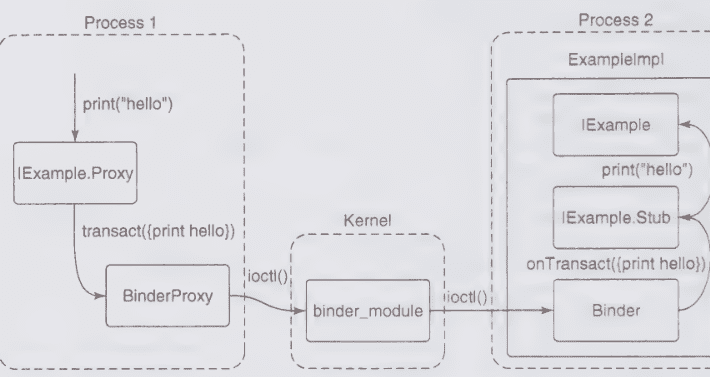 Process 1
print("hello")
IExample.Proxy
transact({print hello})
BinderProxy
ioctl()
Kernel
binder_module
ioctl()
Process 2
ExampleImpl
IExample
print("hello")
IExample.Stub
onTransact({print hello})
Binder